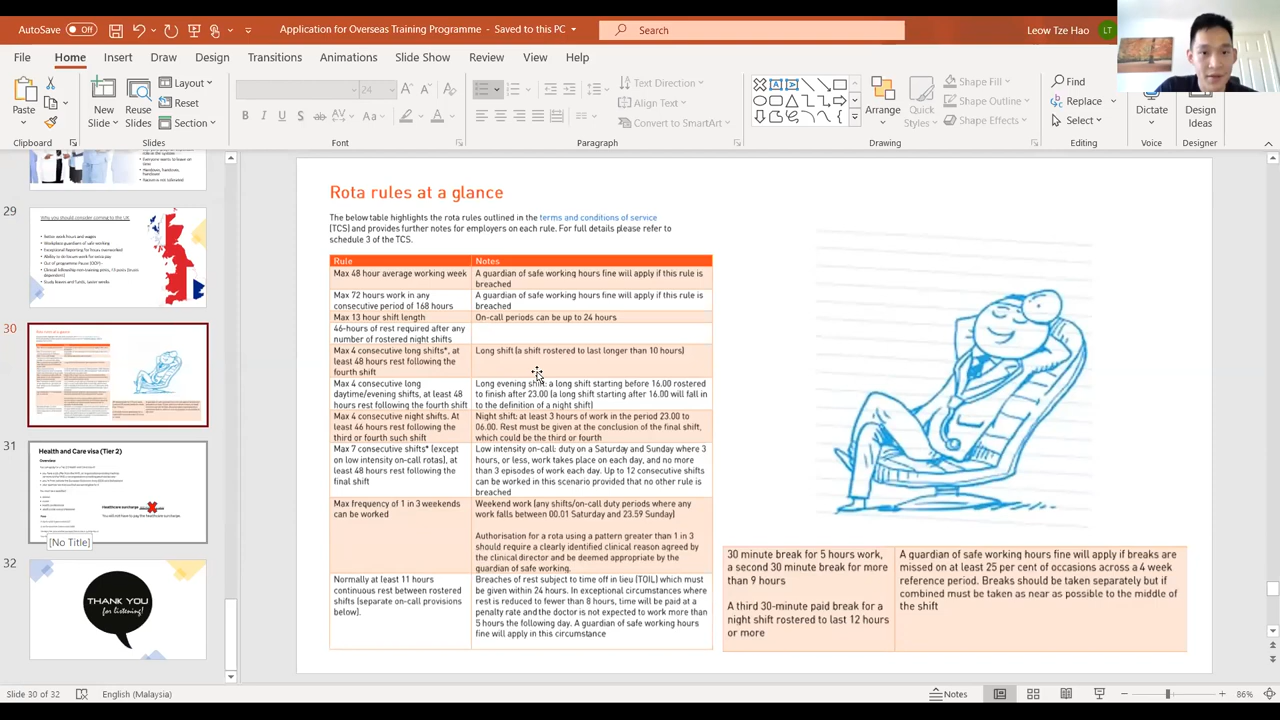 AutoSave Off
Application for Overseas Training Programme - Saved to this PC
Search
Leow Tze Hao LT
File Home Insert Draw Design Transitions Animations Slide Show Review View Help
Paste
Clipboard
New Slide
Reuse Slides
Layout
Reset
Section
Slides
24
Font
Text Direction
Align Text
Convert to SmartArt
Paragraph
Arrange
Quick Styles
Shape Fill
Shape Outline
Shape Effects
Drawing
Find
Replace
Select
Editing
Dictate
Voice
Design Ideas
Designer
29
Why you should consider coming to the UK
30
31
Health and Care visa (Tier 2)
[No Title]
32
THANK YOU
for listening!
Rota rules at a glance
The below table highlights the rota rules outlined in the terms and conditions of service
(TCS) and provides further notes for employers on each rule. For full details please refer to
schedule 3 of the TCS.
Rule Notes
Max 48 hour average working week
A guardian of safe working hours fine will apply if this rule is
breached
Max 72 hours work in any
consecutive period of 168 hours
A guardian of safe working hours fine will apply if this rule is
breached
Max 13 hour shift length
On-call periods can be up to 24 hours
46-hours of rest required after any
number of rostered night shifts
Max 4 consecutive long shifts*, at
least 48 hours rest following the
fourth shift
Long shift (a shift rostered to last longer than 10 hours)
Max 4 consecutive long
daytime/evening shifts, at least 48
hours rest following the fourth shift
Long evening shift: a long shift starting before 16.00 rostered
to finish after 23.00 (a long shift starting after 16.00 will fall in
to the definition of a night shift)
Max 4 consecutive night shifts. At
least 46 hours rest following the
third or fourth such shift
Night shift: at least 3 hours of work in the period 23.00 to
06.00. Rest must be given at the conclusion of the final shift,
which could be the third or fourth
Max 7 consecutive shifts* (except
on low intensity on-call rotas), at
least 48 hours rest following the
final shift
Low intensity on-call: duty on a Saturday and Sunday where 3
hours, or less, work takes place on each day, and no more
than 3 episodes of work each day. Up to 12 consecutive shifts
can be worked in this scenario provided that no other rule is
breached
Max frequency of 1 in 3 weekends
can be worked
Weekend work (any shifts/on-call duty periods where any
work falls between 00.01 Saturday and 23.59 Sunday)
Authorisation for a rota using a pattern greater than 1 in 3
should require a clearly identified clinical reason agreed by
the clinical director and be deemed appropriate by the
guardian of safe working.
Normally at least 11 hours
continuous rest between rostered
shifts (separate on-call provisions
below).
Breaches of rest subject to time off in lieu (TOIL) which must
be given within 24 hours. In exceptional circumstances where
rest is reduced to fewer than 8 hours, time will be paid at a
penalty rate and the doctor is not expected to work more than
5 hours the following day. A guardian of safe working hours
fine will apply in this circumstance
30 minute break for 5 hours work,
a second 30 minute break for more
than 9 hours
A third 30-minute paid break for a
night shift rostered to last 12 hours
or more
A guardian of safe working hours fine will apply if breaks are
missed on at least 25 per cent of occasions across a 4 week
reference period. Breaks should be taken separately but if
combined must be taken as near as possible to the middle of
the shift
Slide 30 of 32 English (Malaysia)
Notes
86%